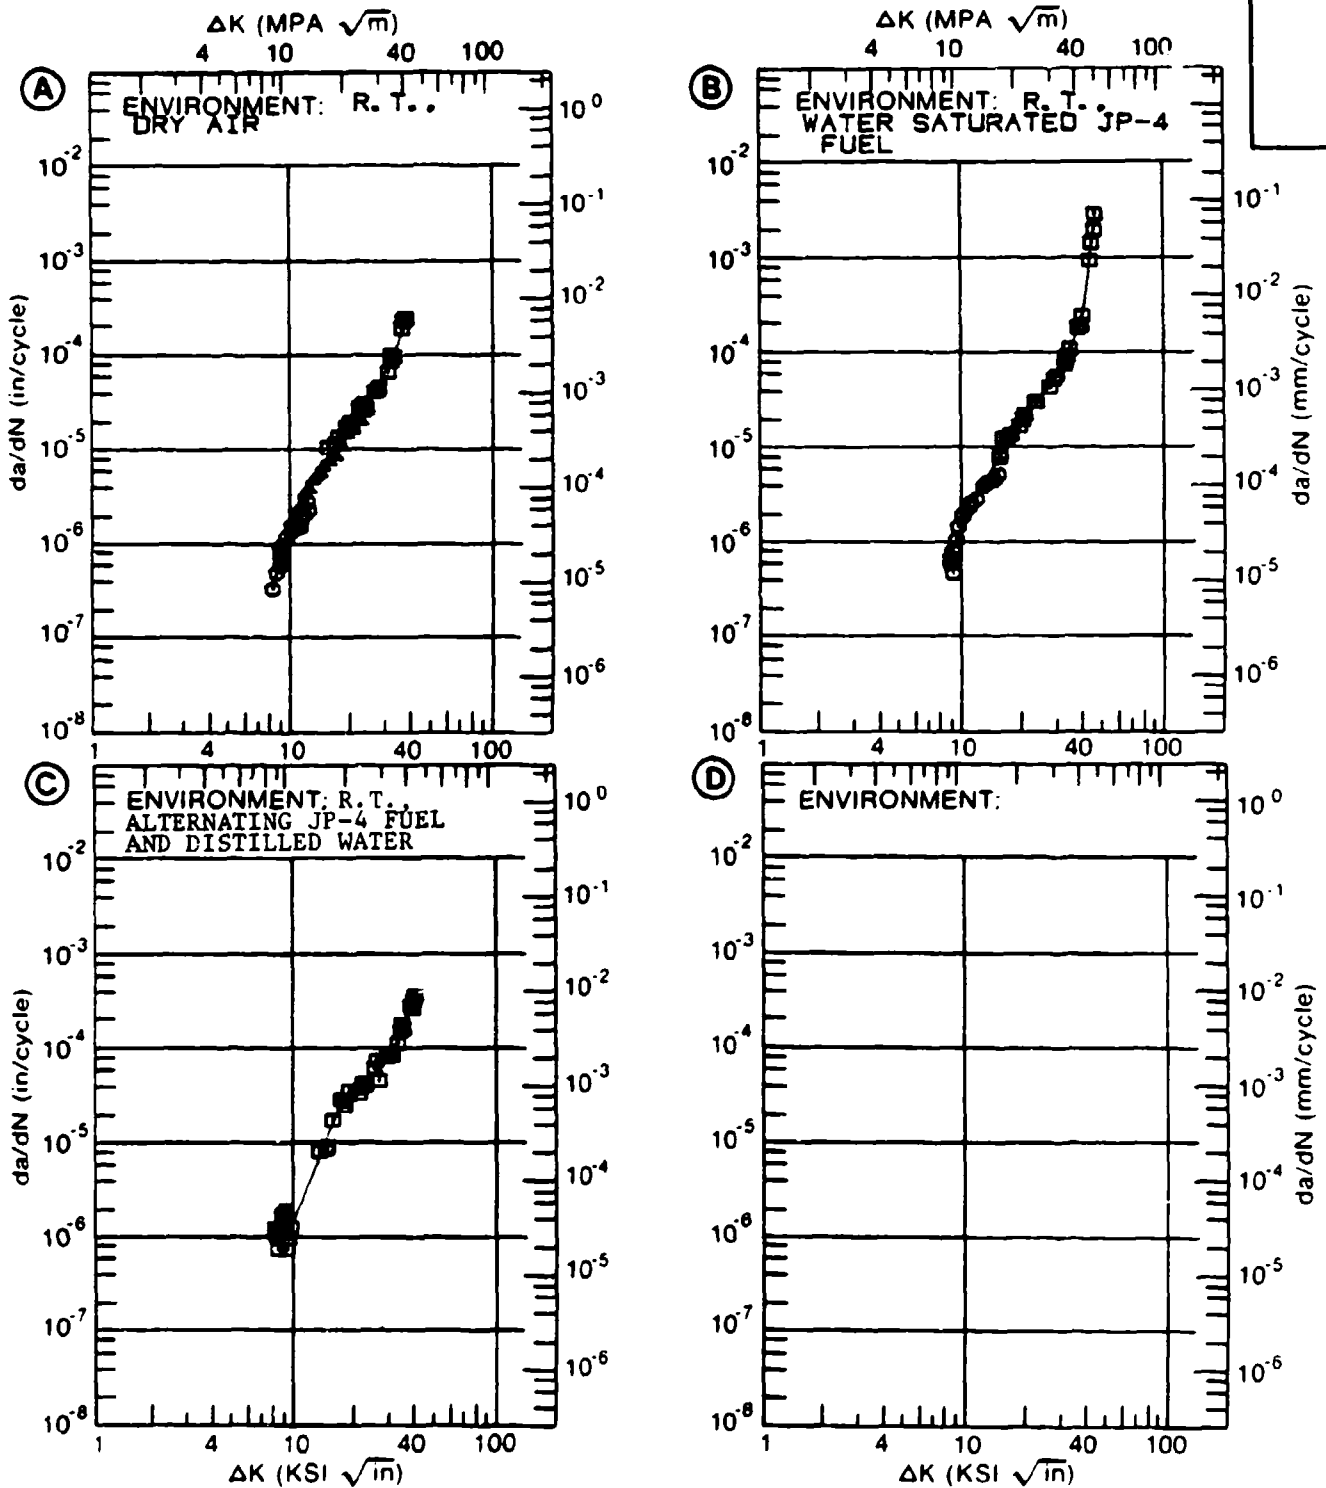 ΔK (MPA √m)
4 10 40 100
ΔK (MPA √m)
4 10 40 100
A
ENVIRONMENT: R.T.,
DRY AIR
10⁻²
10⁻³
10⁻⁴
10⁻⁵
10⁻⁶
10⁻⁷
10⁻⁸
da/dN (in/cycle)
10⁰
10⁻¹
10⁻²
10⁻³
10⁻⁴
10⁻⁵
10⁻⁶
1 4 10 40 100
B
ENVIRONMENT: R.T.,
WATER SATURATED JP-4
FUEL
10⁻²
10⁻³
10⁻⁴
10⁻⁵
10⁻⁶
10⁻⁷
10⁻⁸
10⁻¹
10⁻²
10⁻³
10⁻⁴
10⁻⁵
10⁻⁶
da/dN (mm/cycle)
1 4 10 40 100
C
ENVIRONMENT: R.T.,
ALTERNATING JP-4 FUEL
AND DISTILLED WATER
10⁻²
10⁻³
10⁻⁴
10⁻⁵
10⁻⁶
10⁻⁷
10⁻⁸
da/dN (in/cycle)
10⁰
10⁻¹
10⁻²
10⁻³
10⁻⁴
10⁻⁵
10⁻⁶
1 4 10 40 100
ΔK (KSI √in)
D
ENVIRONMENT:
10⁻²
10⁻³
10⁻⁴
10⁻⁵
10⁻⁶
10⁻⁷
10⁻⁸
10⁰
10⁻¹
10⁻²
10⁻³
10⁻⁴
10⁻⁵
10⁻⁶
da/dN (mm/cycle)
1 4 10 40 100
ΔK (KSI √in)